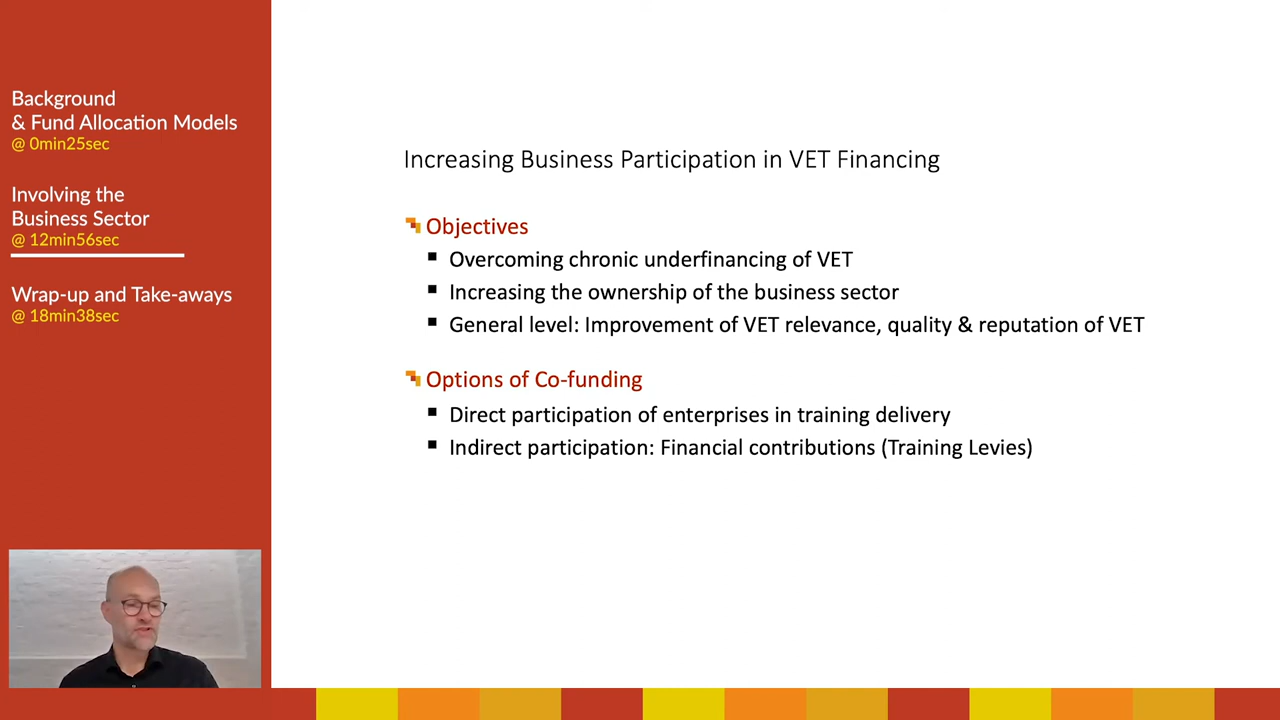 Background
& Fund Allocation Models
@ 0min25sec
Involving the
Business Sector
@ 12min56sec
Wrap-up and Take-aways
@ 18min38sec
Increasing Business Participation in VET Financing
Objectives
Overcoming chronic underfinancing of VET
Increasing the ownership of the business sector
General level: Improvement of VET relevance, quality & reputation of VET
Options of Co-funding
Direct participation of enterprises in training delivery
Indirect participation: Financial contributions (Training Levies)